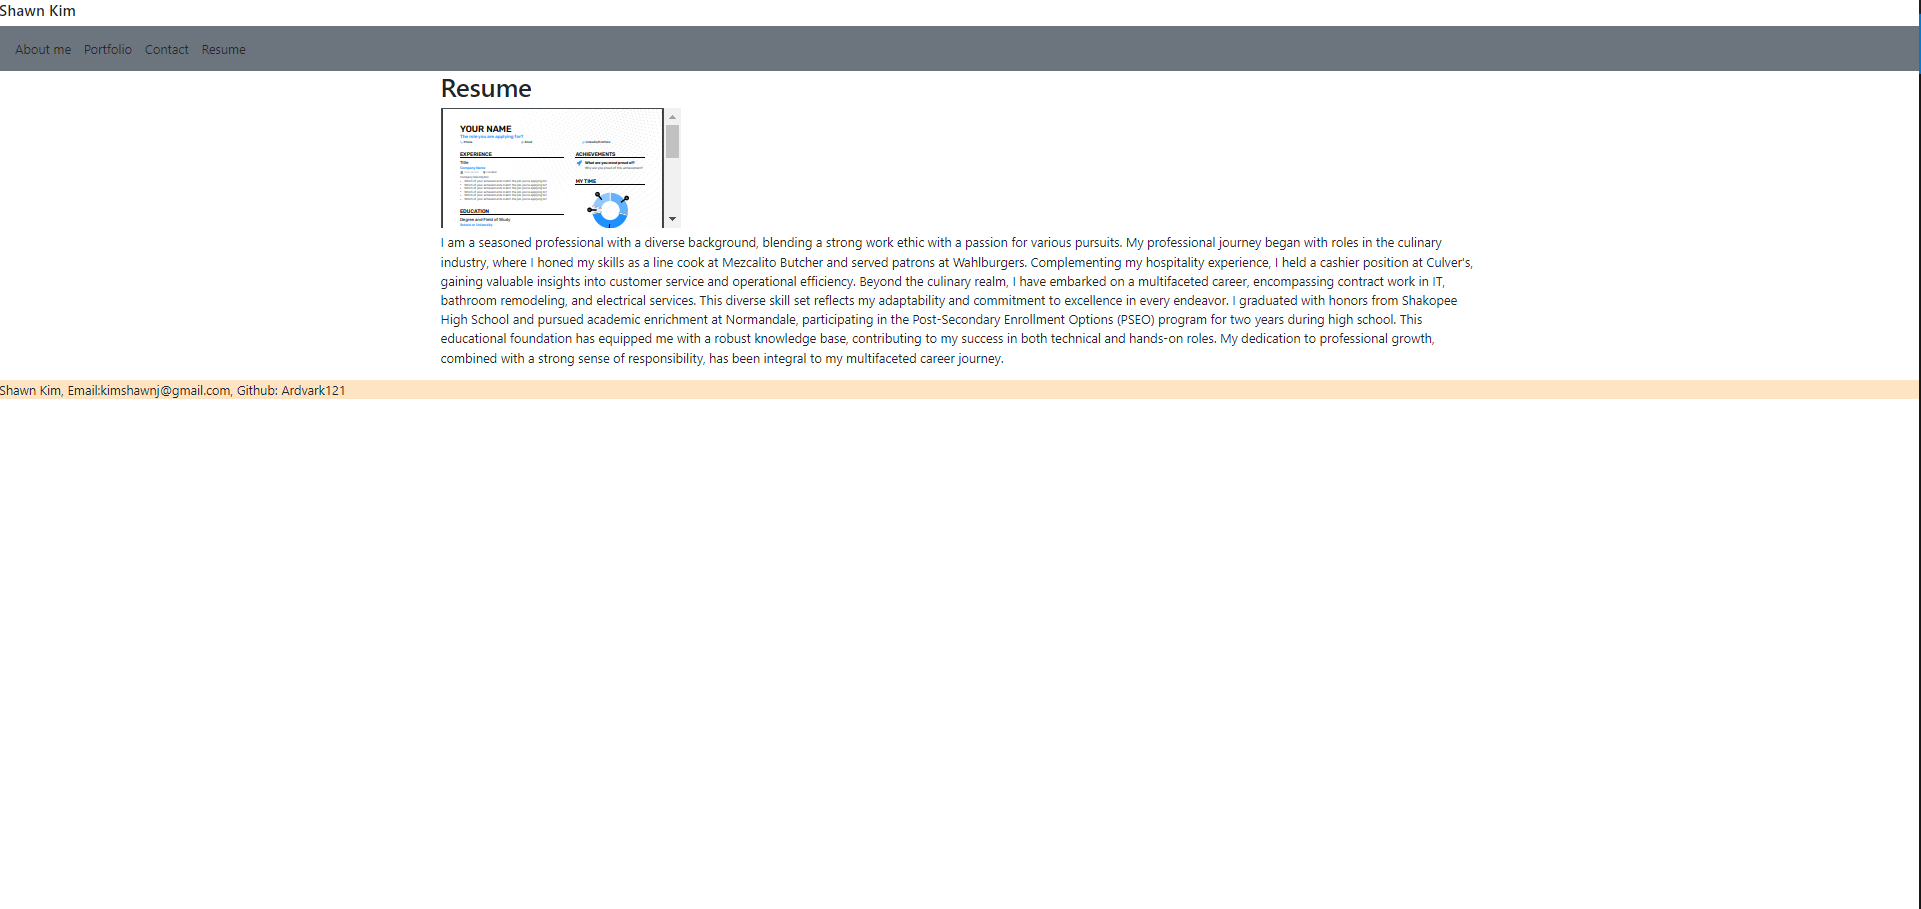 Shawn Kim
About me Portfolio Contact Resume
Resume
YOUR NAME
The role you are applying for?
EXPERIENCE
Title
Company Name
EDUCATION
Degree and Field of Study
School or University
ACHIEVEMENTS
What are you most proud of?
Why are you proud of this achievement?
MY TIME
I am a seasoned professional with a diverse background, blending a strong work ethic with a passion for various pursuits. My professional journey began with roles in the culinary
industry, where I honed my skills as a line cook at Mezcalito Butcher and served patrons at Wahlburgers. Complementing my hospitality experience, I held a cashier position at Culver's,
gaining valuable insights into customer service and operational efficiency. Beyond the culinary realm, I have embarked on a multifaceted career, encompassing contract work in IT,
bathroom remodeling, and electrical services. This diverse skill set reflects my adaptability and commitment to excellence in every endeavor. I graduated with honors from Shakopee
High School and pursued academic enrichment at Normandale, participating in the Post-Secondary Enrollment Options (PSEO) program for two years during high school. This
educational foundation has equipped me with a robust knowledge base, contributing to my success in both technical and hands-on roles. My dedication to professional growth,
combined with a strong sense of responsibility, has been integral to my multifaceted career journey.
Shawn Kim, Email:kimshawnj@gmail.com, Github: Ardvark121